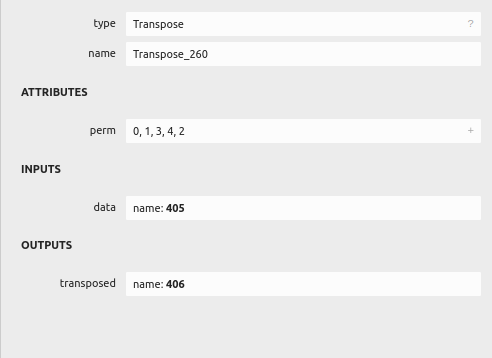 type Transpose ?
name Transpose_260
ATTRIBUTES
perm 0, 1, 3, 4, 2 +
INPUTS
data name: 405
OUTPUTS
transposed name: 406